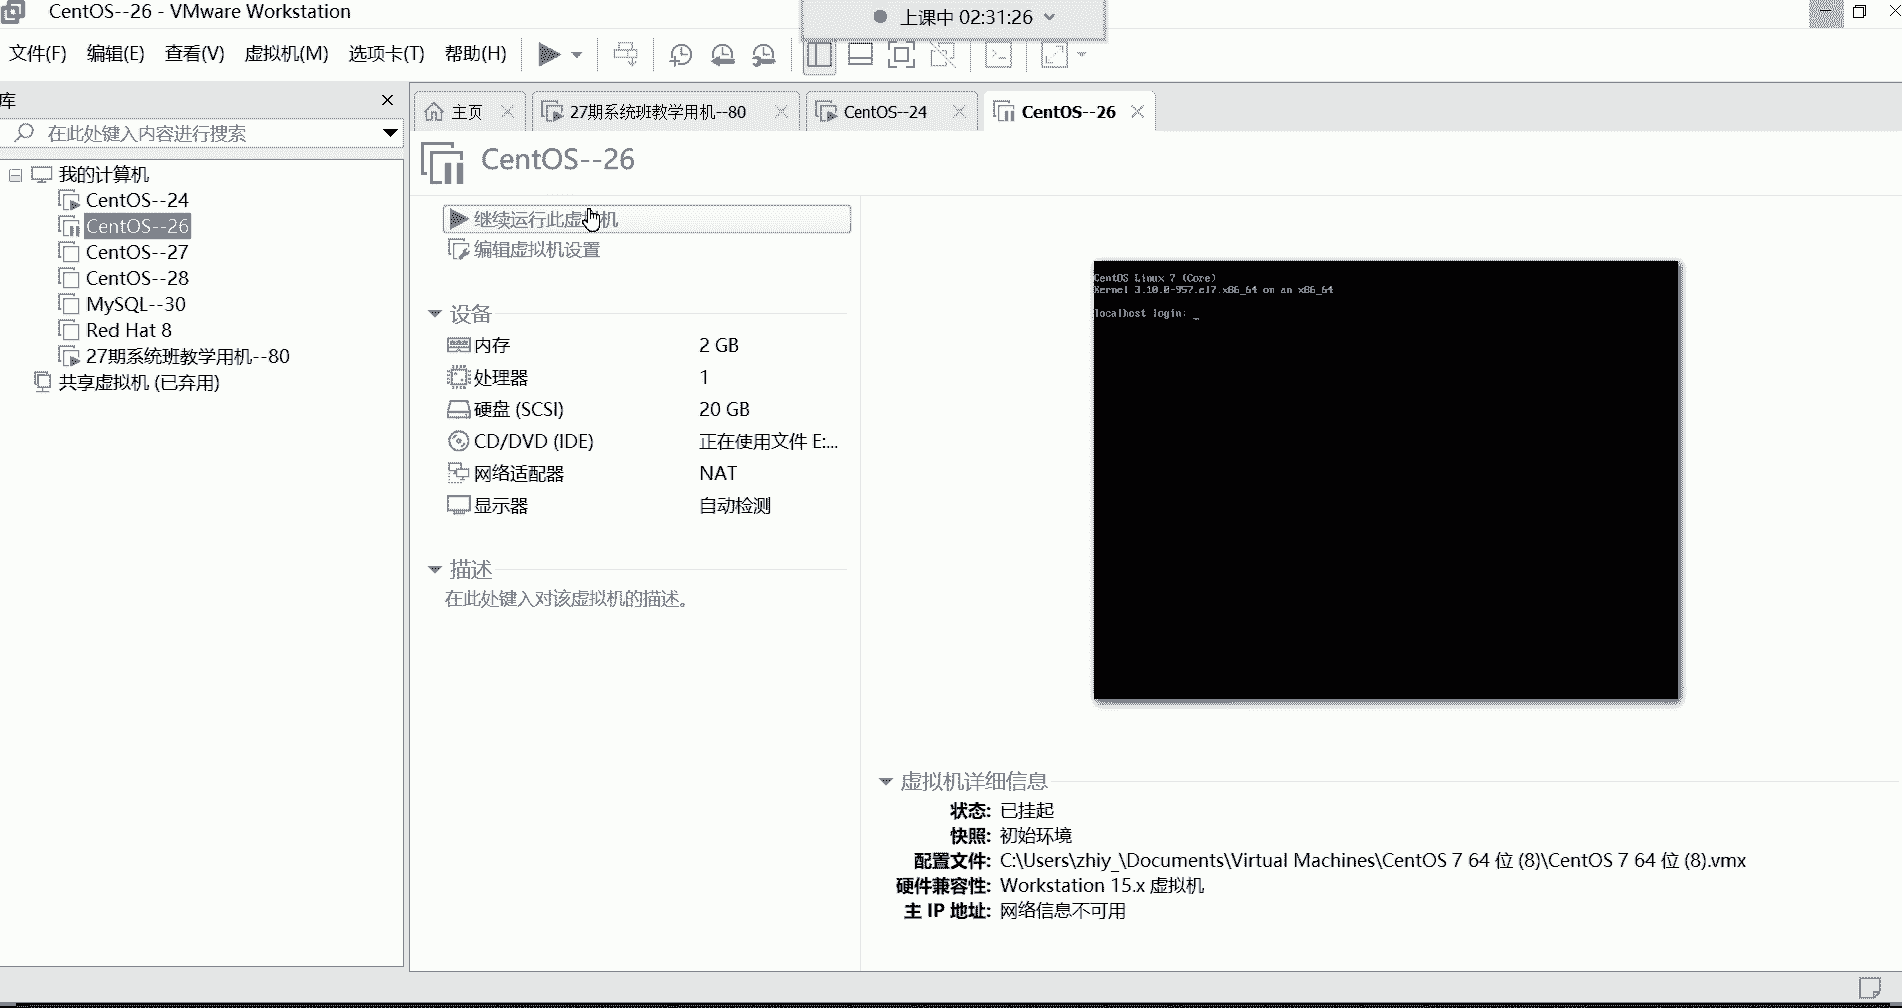 CentOS--26 - VMware Workstation
上课中 02:31:26
文件(F) 编辑(E) 查看(V) 虚拟机(M) 选项卡(T) 帮助(H)
库
在此处键入内容进行搜索
我的计算机
CentOS--24
CentOS--26
CentOS--27
CentOS--28
MySQL--30
Red Hat 8
27期系统班教学用机--80
共享虚拟机 (已弃用)
主页 27期系统班教学用机--80 CentOS--24 CentOS--26
CentOS--26
继续运行此虚拟机
编辑虚拟机设置
设备
内存 2 GB
处理器 1
硬盘 (SCSI) 20 GB
CD/DVD (IDE) 正在使用文件 E:...
网络适配器 NAT
显示器 自动检测
描述
在此处键入对该虚拟机的描述。
CentOS Linux 7 (Core)
Kernel 3.10.0-957.el7.x86_64 on an x86_64
localhost login: _
虚拟机详细信息
状态: 已挂起
快照: 初始环境
配置文件: C:\Users\zhiy_\Documents\Virtual Machines\CentOS 7 64 位 (8)\CentOS 7 64 位 (8).vmx
硬件兼容性: Workstation 15.x 虚拟机
主 IP 地址: 网络信息不可用